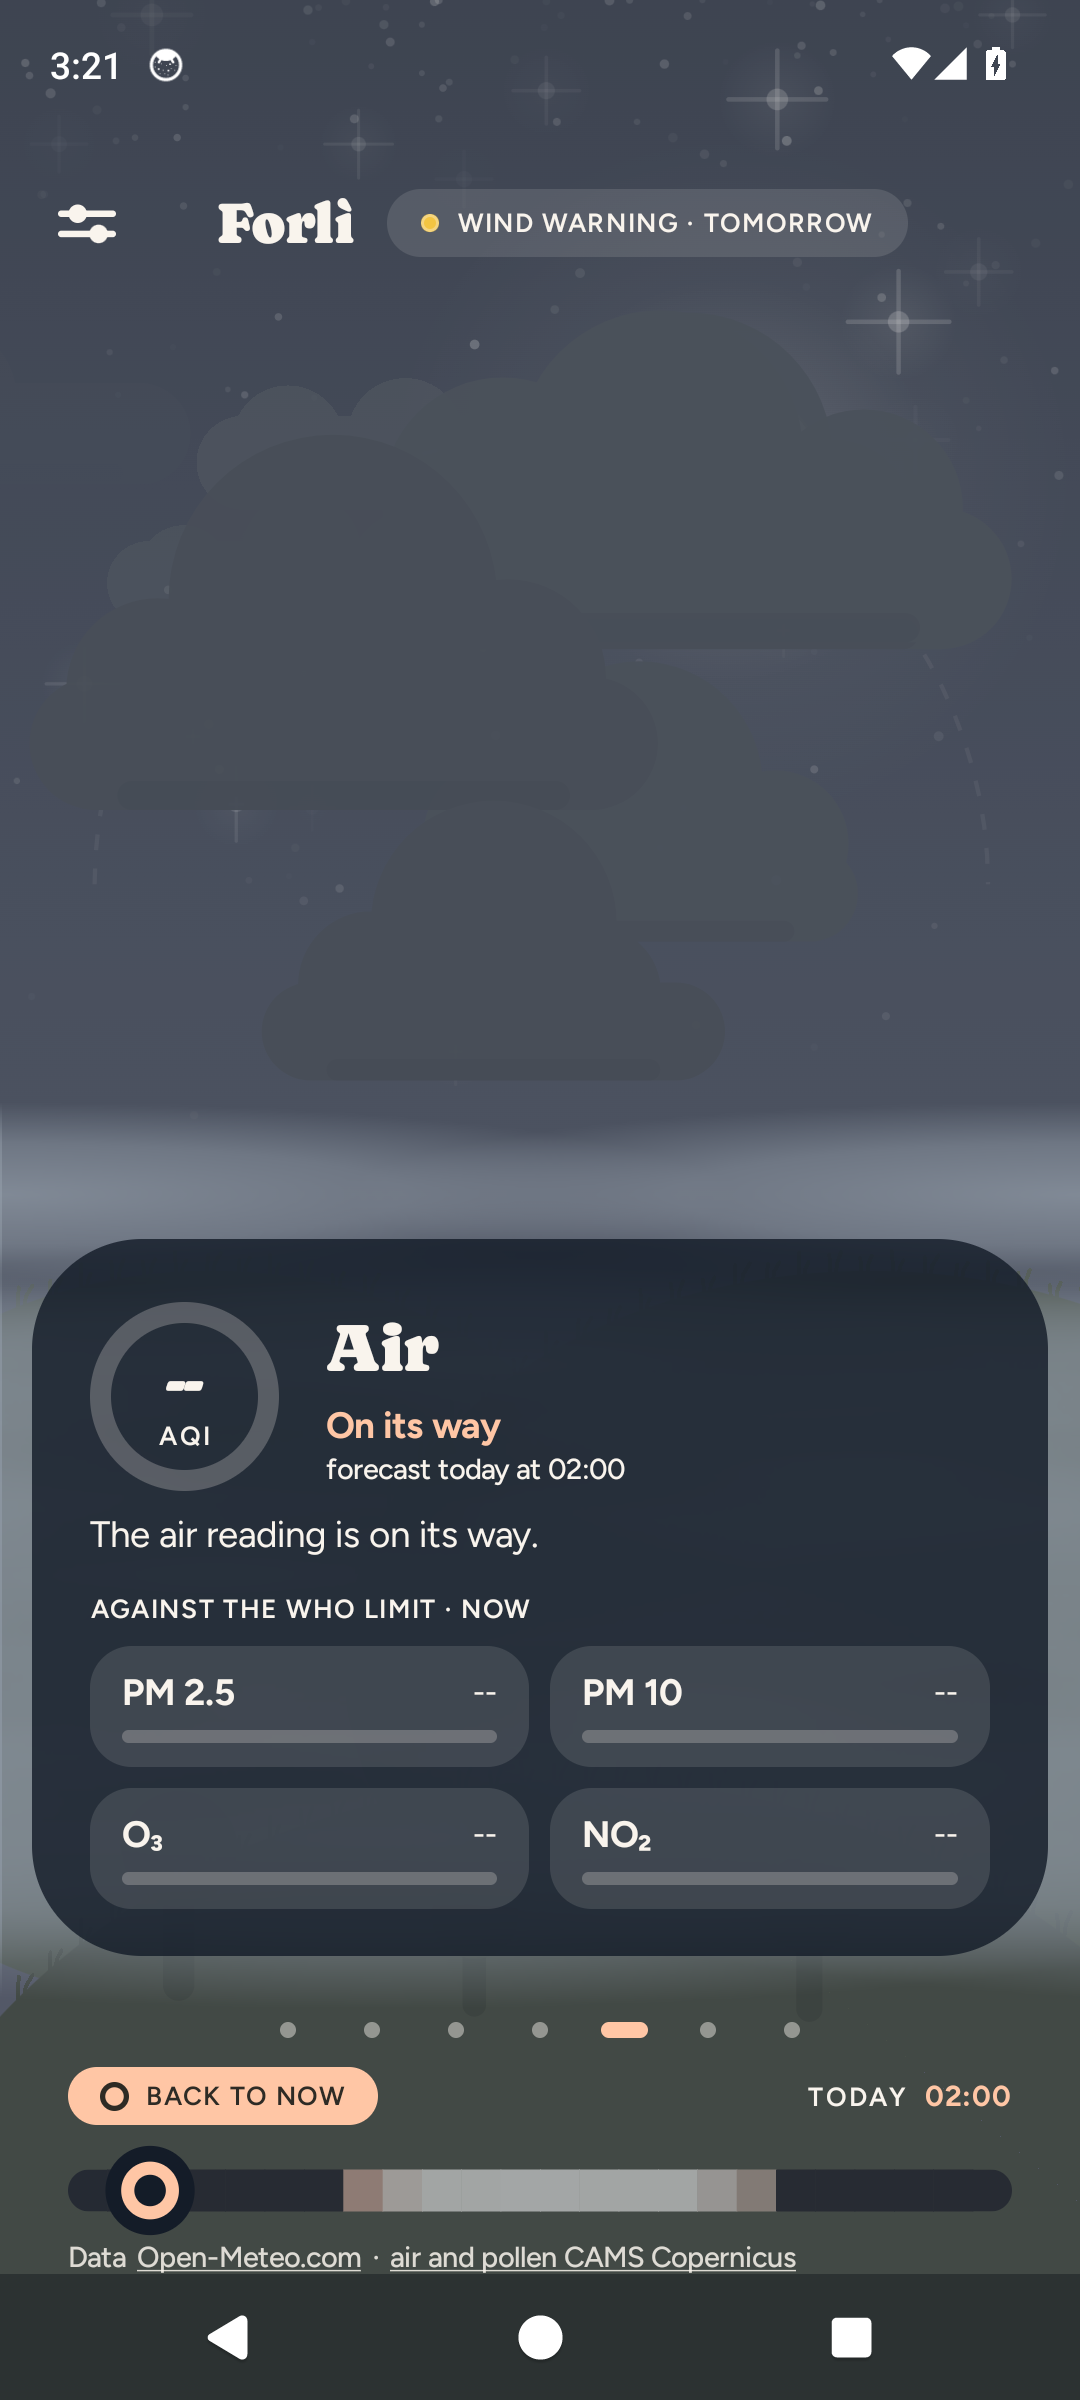 3:21
Forlì
WIND WARNING · TOMORROW
--
AQI
Air
On its way
forecast today at 02:00
The air reading is on its way.
AGAINST THE WHO LIMIT · NOW
PM 2.5 --
PM 10 --
O₃ --
NO₂ --
BACK TO NOW
TODAY 02:00
Data Open-Meteo.com · air and pollen CAMS Copernicus